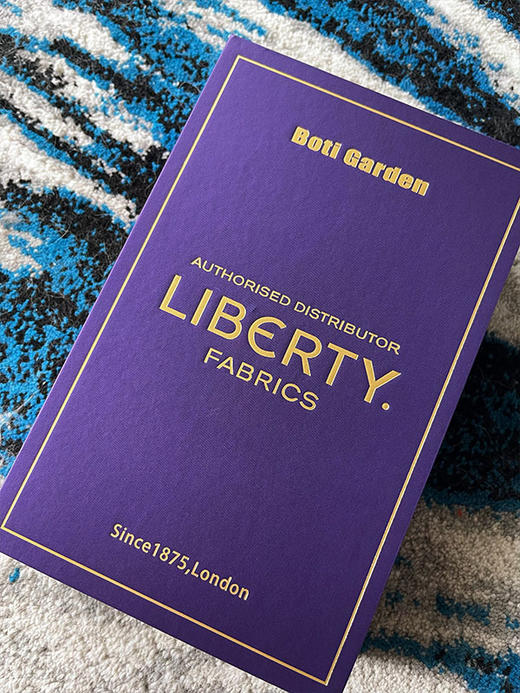 Boti Garden
AUTHORISED DISTRIBUTOR
LIBERTY.
FABRICS
Since1875,London